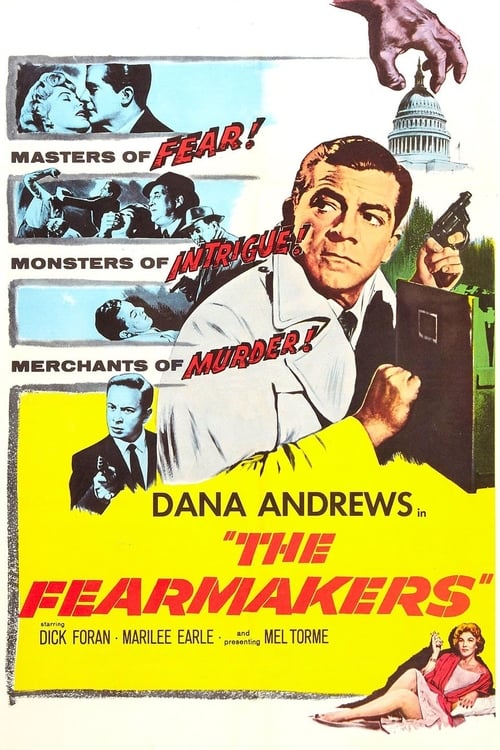 MASTERS OF FEAR!
MONSTERS OF INTRIGUE!
MERCHANTS OF MURDER!
DANA ANDREWS in
"THE
FEARMAKERS"
starring
DICK FORAN · MARILEE EARLE · and presenting MEL TORME